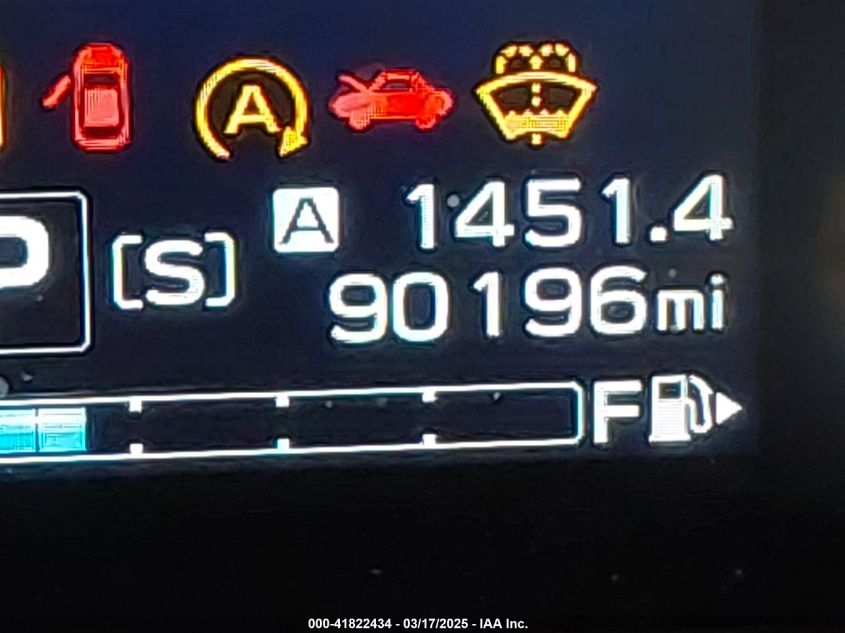 A
A 1451.4
P [S]
90196mi
F
000-41822434 - 03/17/2025 - IAA Inc.